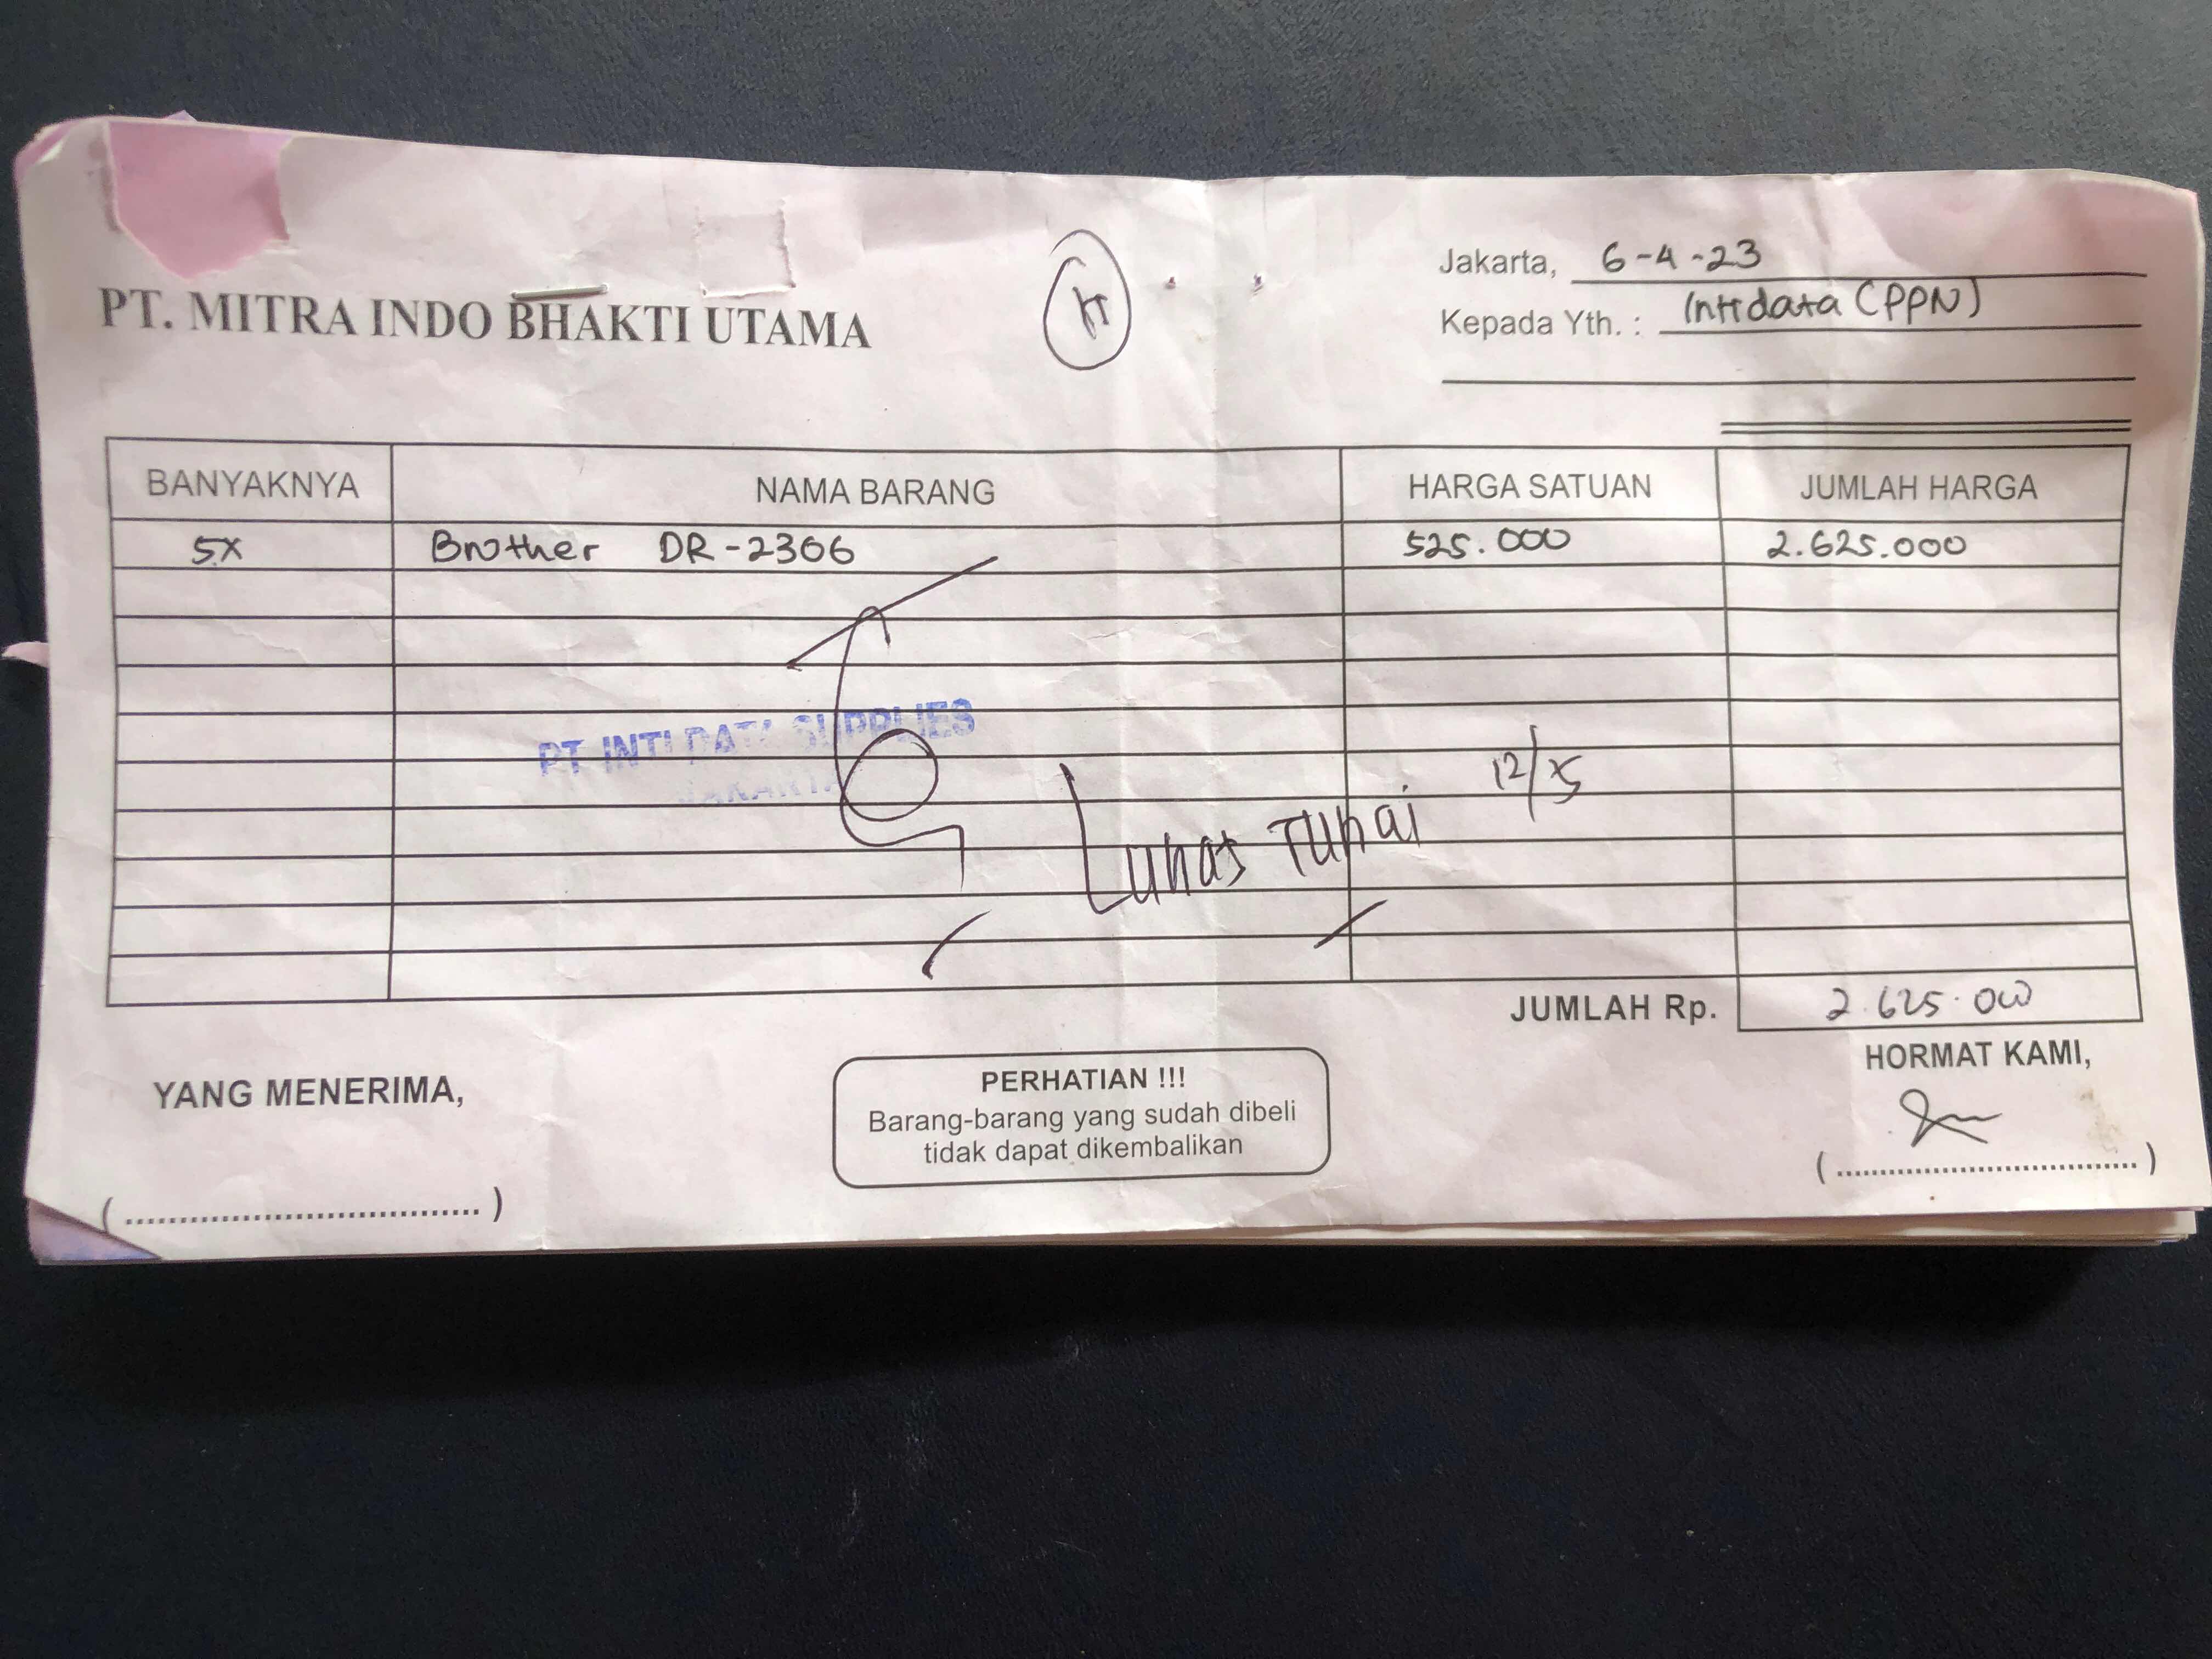 PT. MITRA INDO BHAKTI UTAMA
Jakarta, 6-4-23
Kepada Yth. : Intidata (PPN)
BANYAKNYA NAMA BARANG HARGA SATUAN JUMLAH HARGA
5X Brother DR-2306 525.000 2.625.000
PT. INTI DATA SUPPLIES
JAKARTA
12/5
Lunas Tunai
JUMLAH Rp. 2.625.000
YANG MENERIMA,
PERHATIAN !!!
Barang-barang yang sudah dibeli
tidak dapat dikembalikan
HORMAT KAMI,
(....................................)
(....................................)